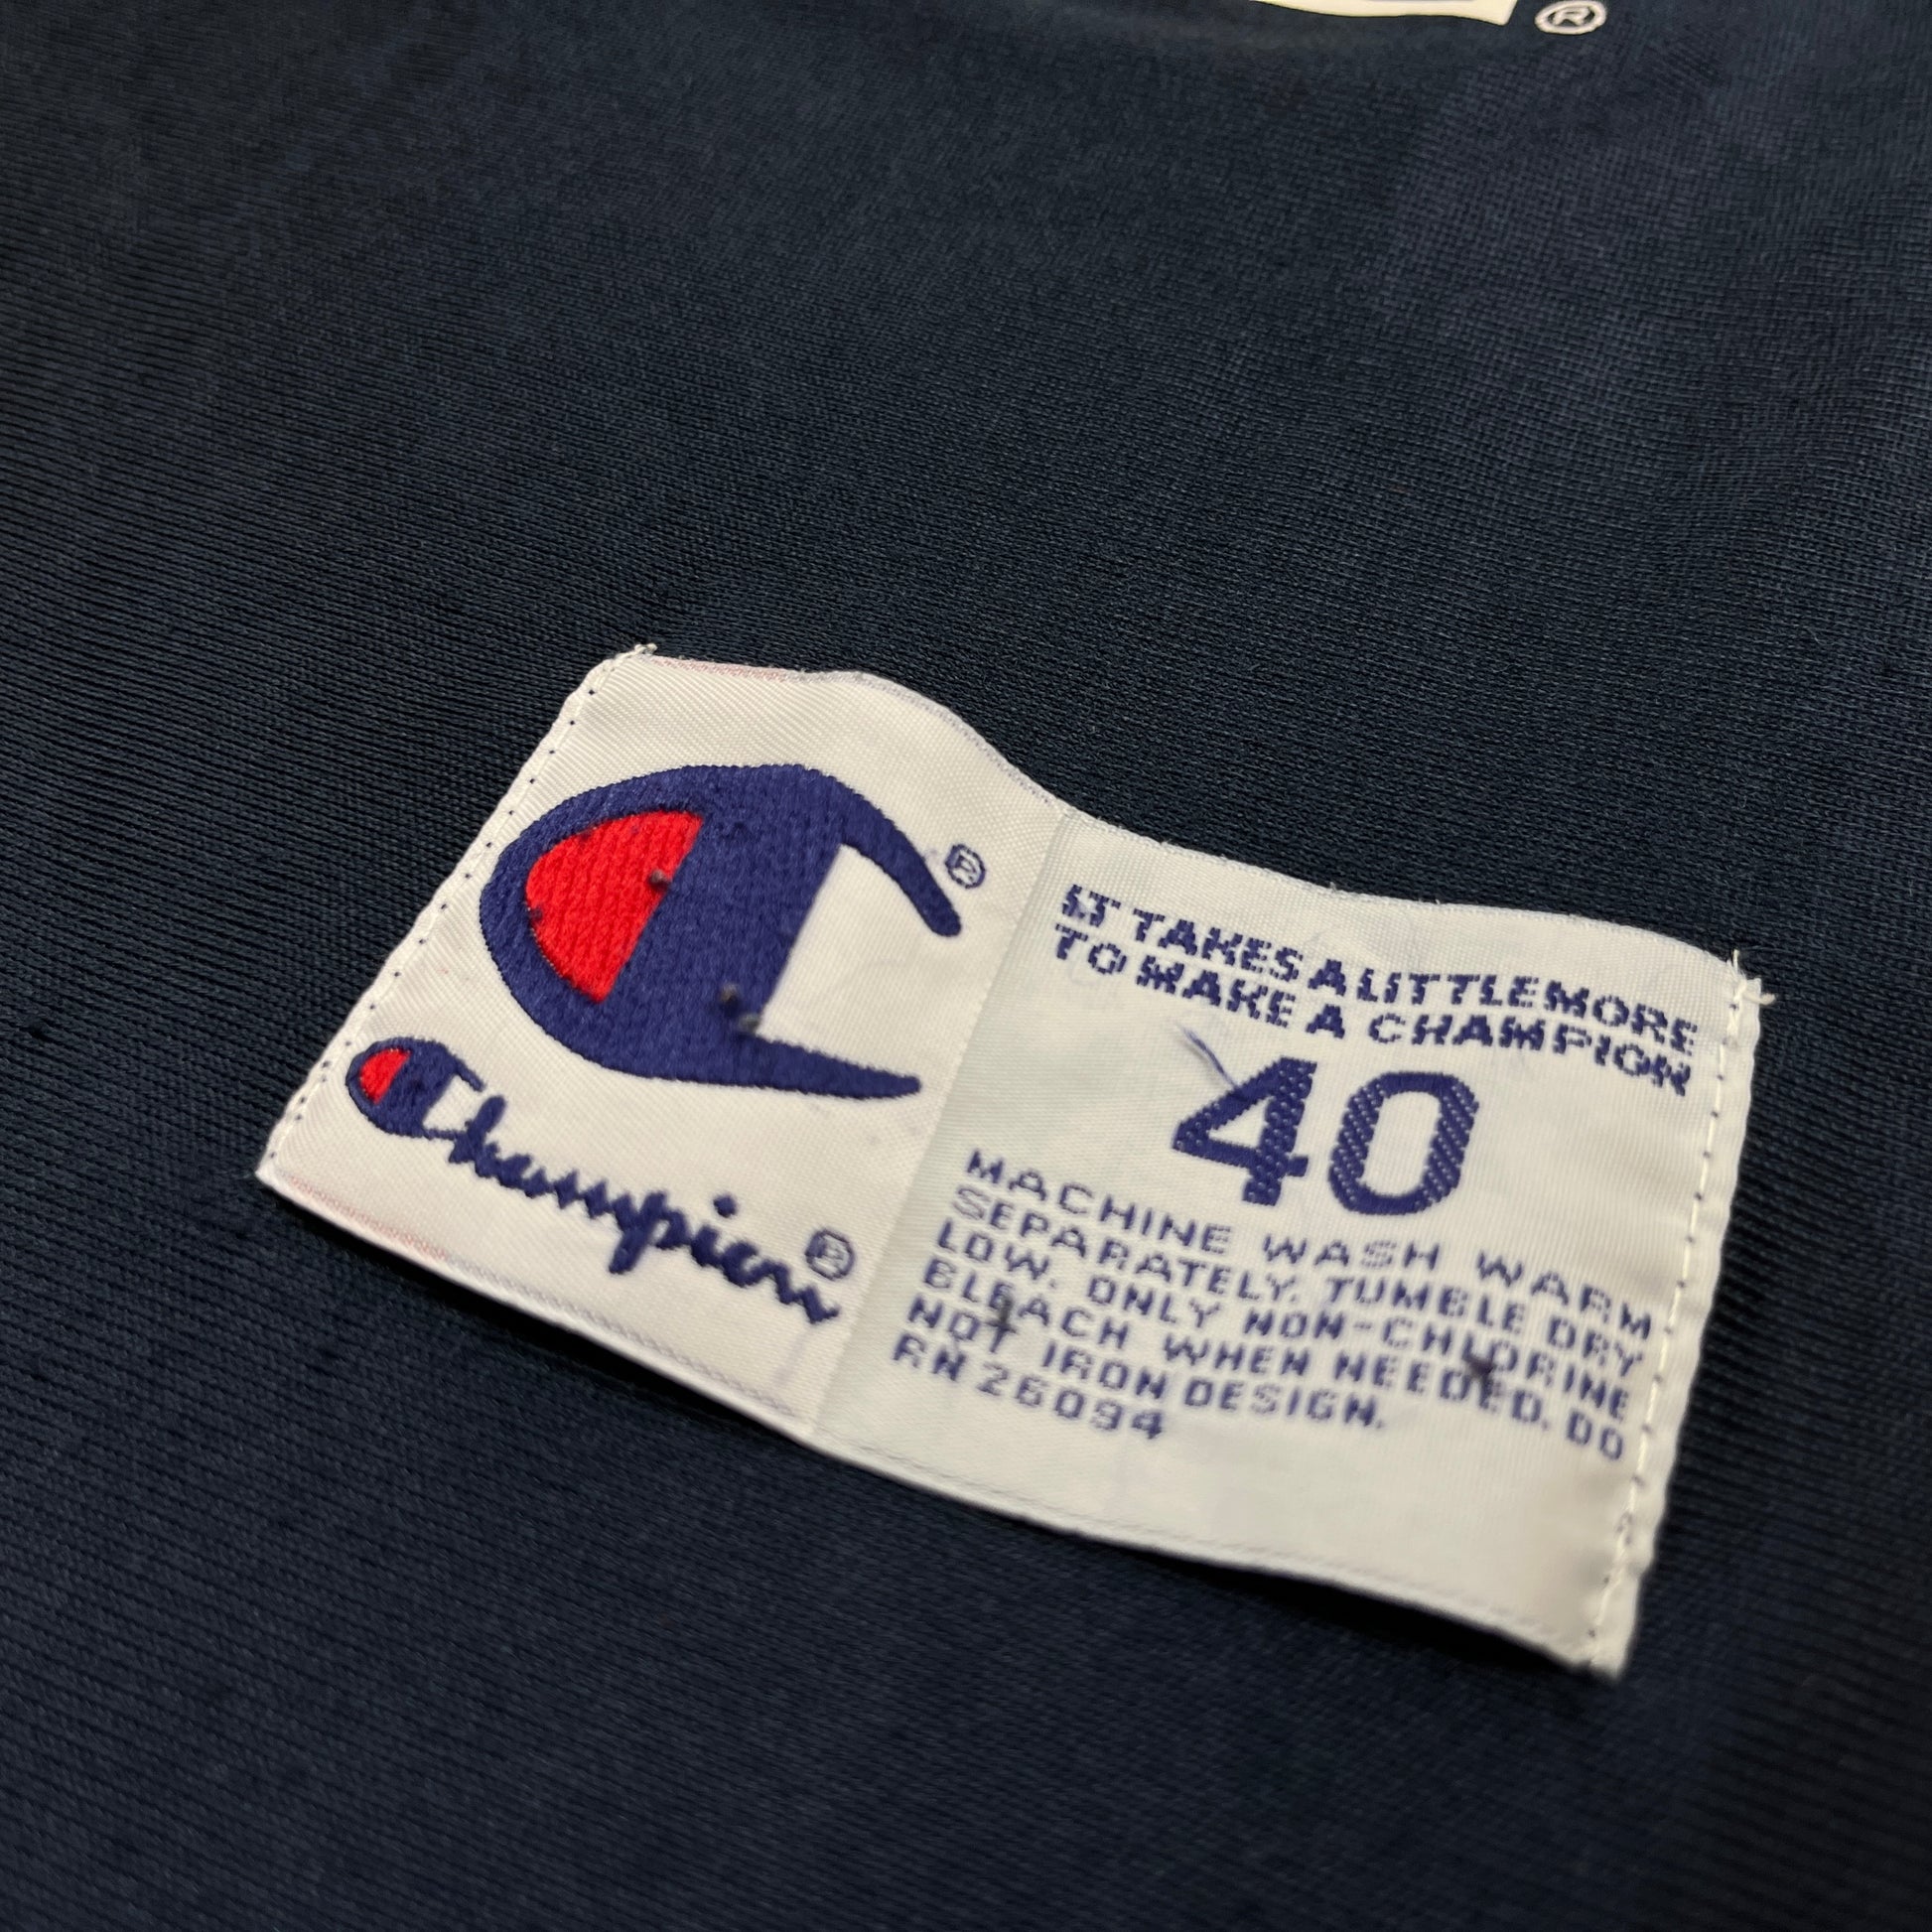 ®
®
Champion®
IT TAKES A LITTLE MORE
TO MAKE A CHAMPION
40
MACHINE WASH WARM
SEPARATELY. TUMBLE DRY
LOW. ONLY NON-CHLORINE
BLEACH WHEN NEEDED. DO
NOT IRON DESIGN.
RN 26094